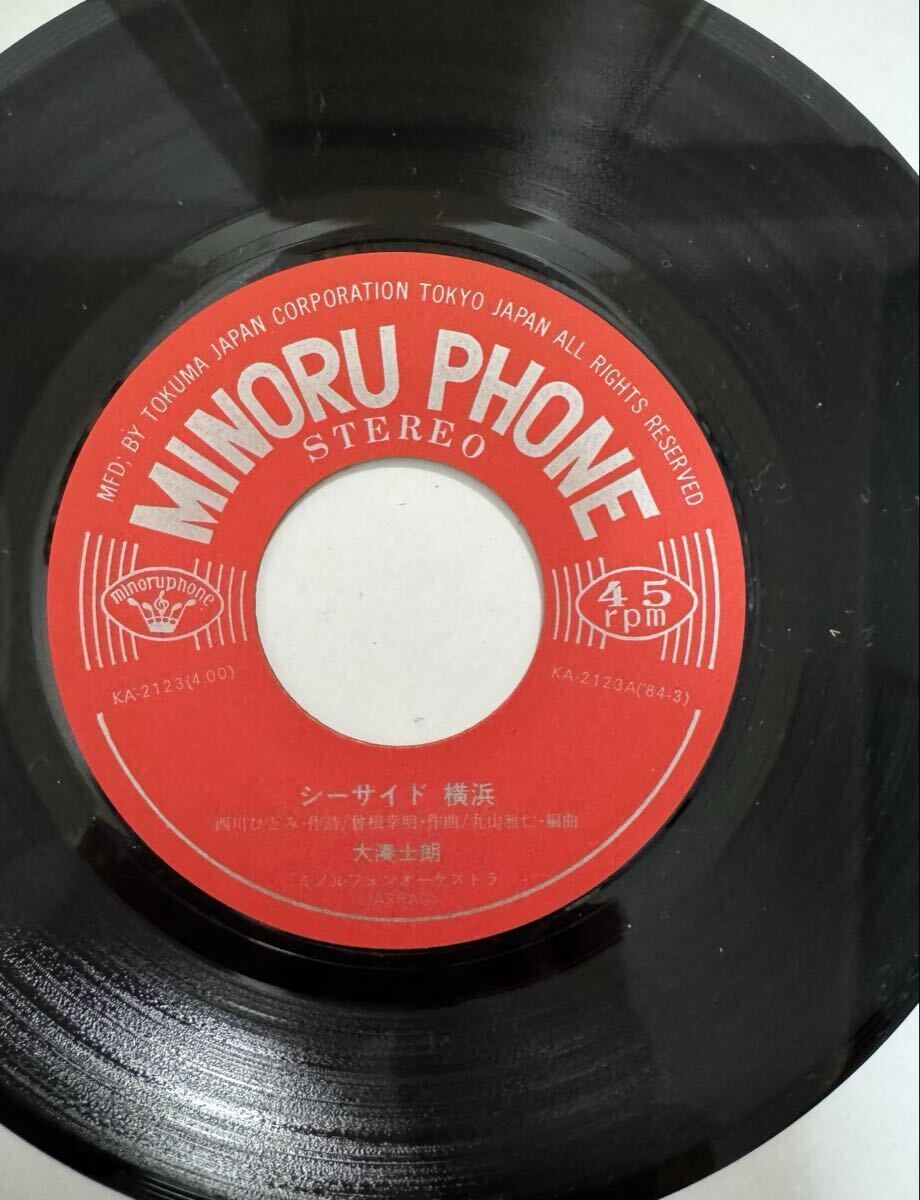 MFD; BY TOKUMA JAPAN CORPORATION TOKYO JAPAN ALL RIGHTS RESERVED
MINORU PHONE
STEREO
minoruphone
45
rpm
KA-2123(4.00)
KA-2123A('84-3)
シーサイド 横浜
西川ひとみ・作詩/曾根幸明・作曲/丸山雅仁・編曲
大湊士朗
ミノルフォンオーケストラ
(JASRAC)